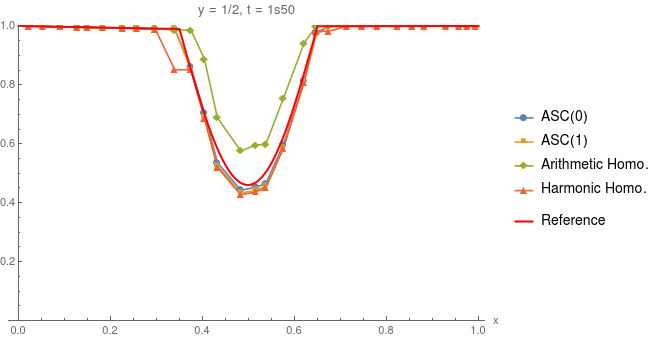 y = 1/2, t = 1s50
1.0
0.8
0.6
0.4
0.2
0.0 0.2 0.4 0.6 0.8 1.0
x
ASC(0)
ASC(1)
Arithmetic Homo.
Harmonic Homo.
Reference